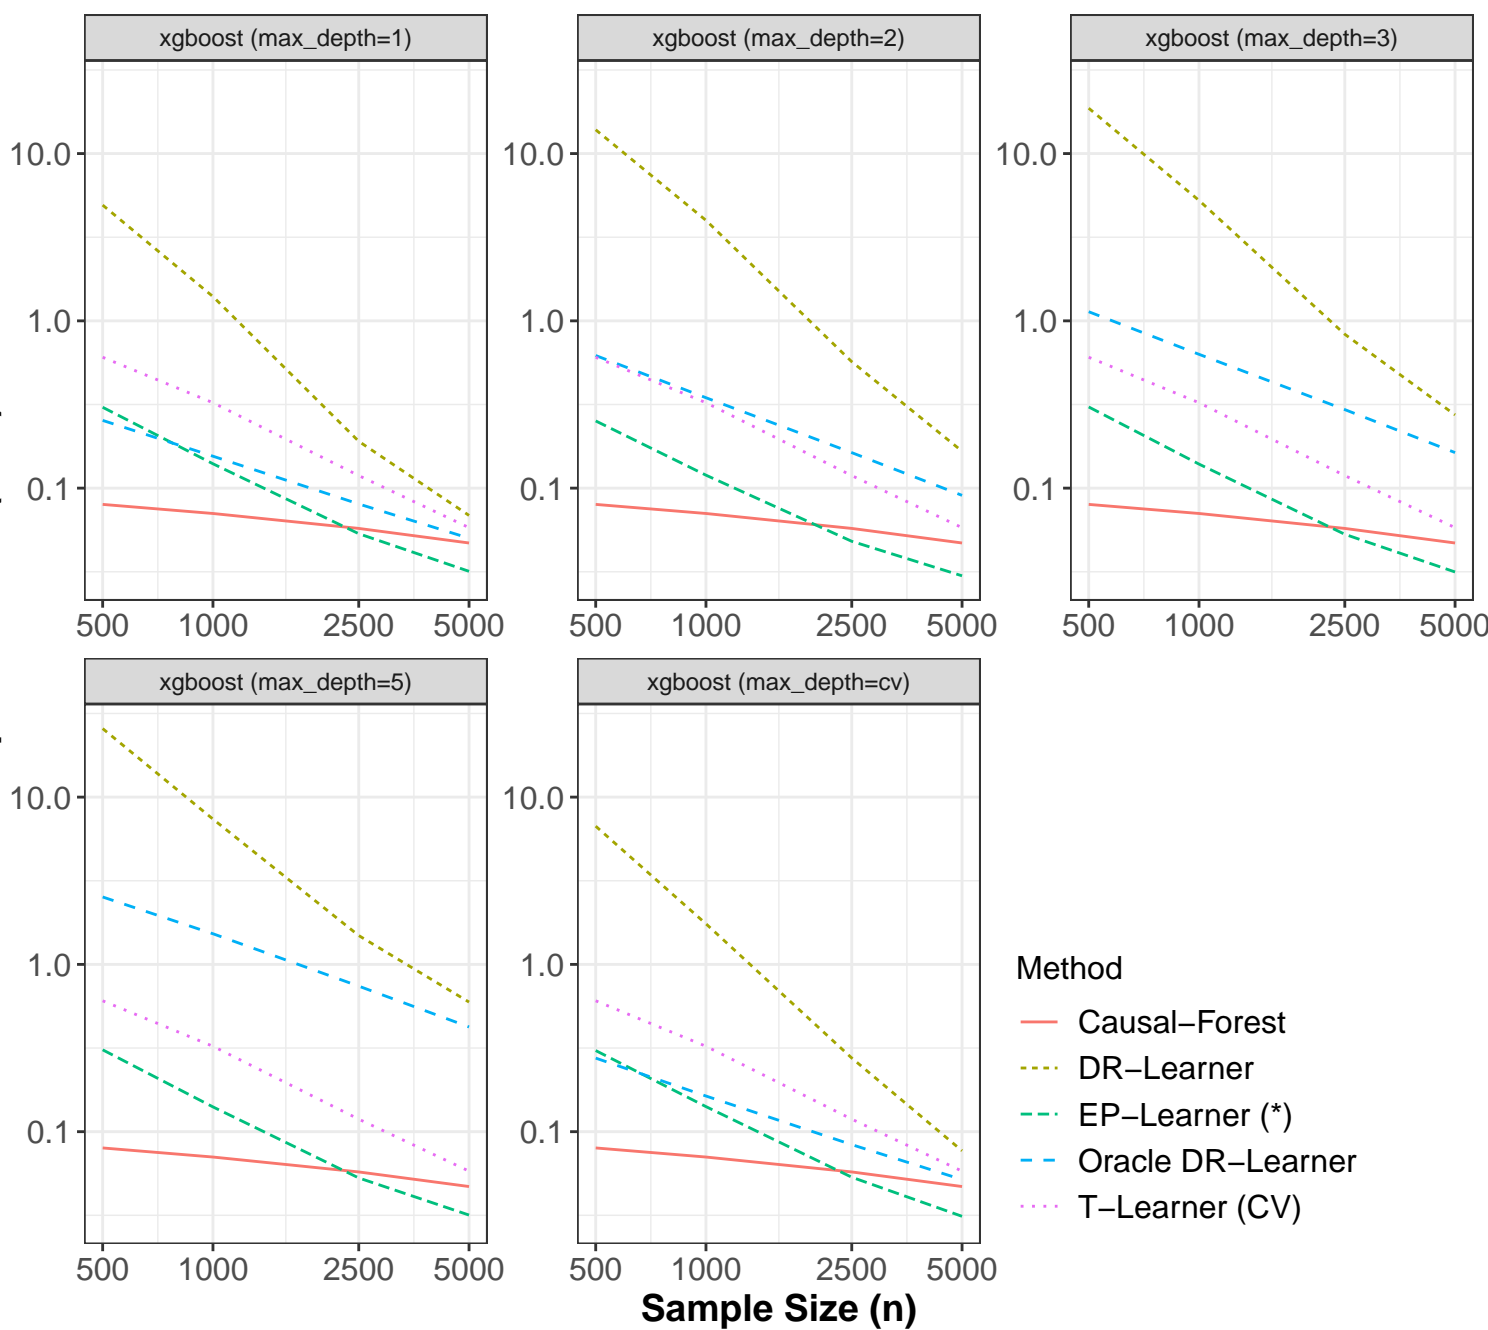 xgboost (max_depth=1)
xgboost (max_depth=2)
xgboost (max_depth=3)
10.0
1.0
0.1
10.0
1.0
0.1
10.0
1.0
0.1
500 1000 2500 5000
500 1000 2500 5000
500 1000 2500 5000
xgboost (max_depth=5)
xgboost (max_depth=cv)
10.0
1.0
0.1
10.0
1.0
0.1
500 1000 2500 5000
500 1000 2500 5000
Sample Size (n)
Method
Causal−Forest
DR−Learner
EP−Learner (*)
Oracle DR−Learner
T−Learner (CV)